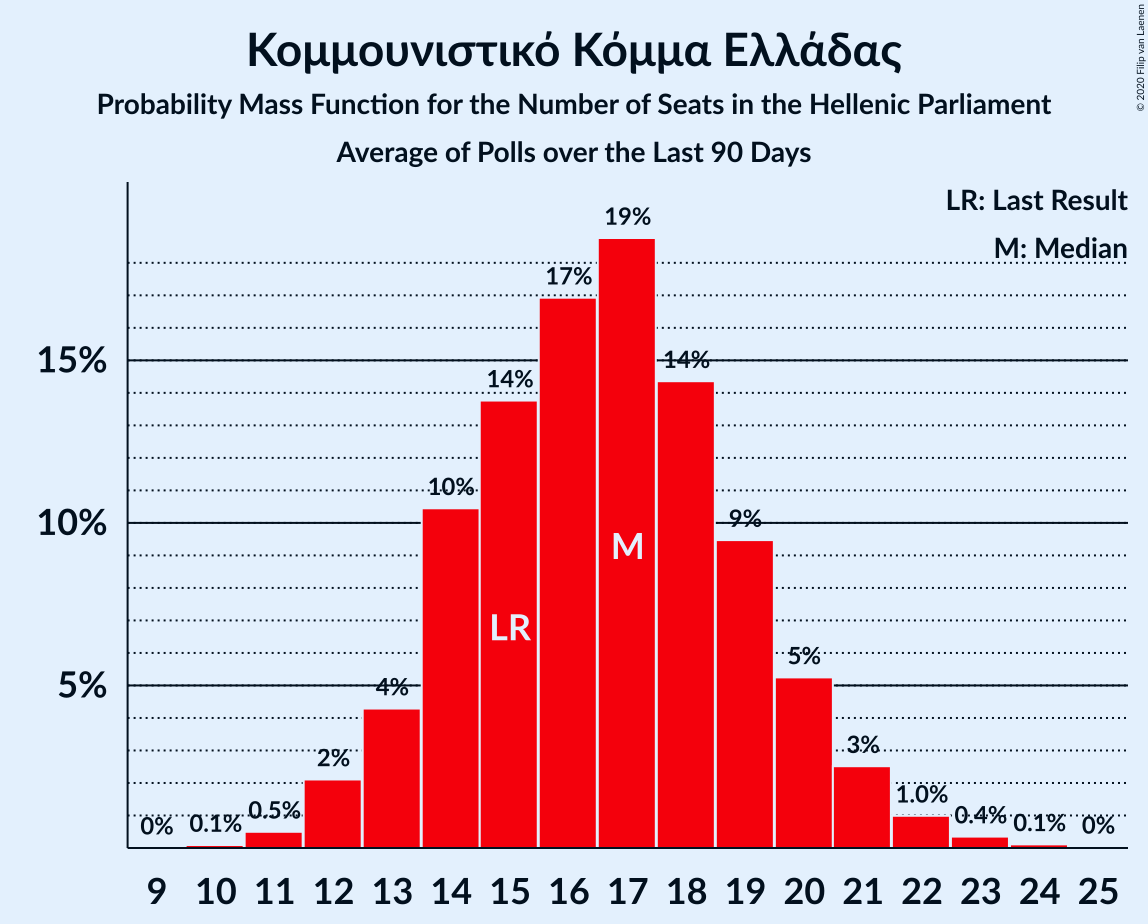 Κομμουνιστικό Κόμμα Ελλάδας
Probability Mass Function for the Number of Seats in the Hellenic Parliament
Average of Polls over the Last 90 Days
© 2020 Filip van Laenen
LR: Last Result
M: Median
19%
17%
15%
14%
14%
10%
10%
9%
M
LR
5%
5%
4%
3%
2%
1.0%
0.5%
0.4%
0% 0.1% 0.1% 0%
9 10 11 12 13 14 15 16 17 18 19 20 21 22 23 24 25